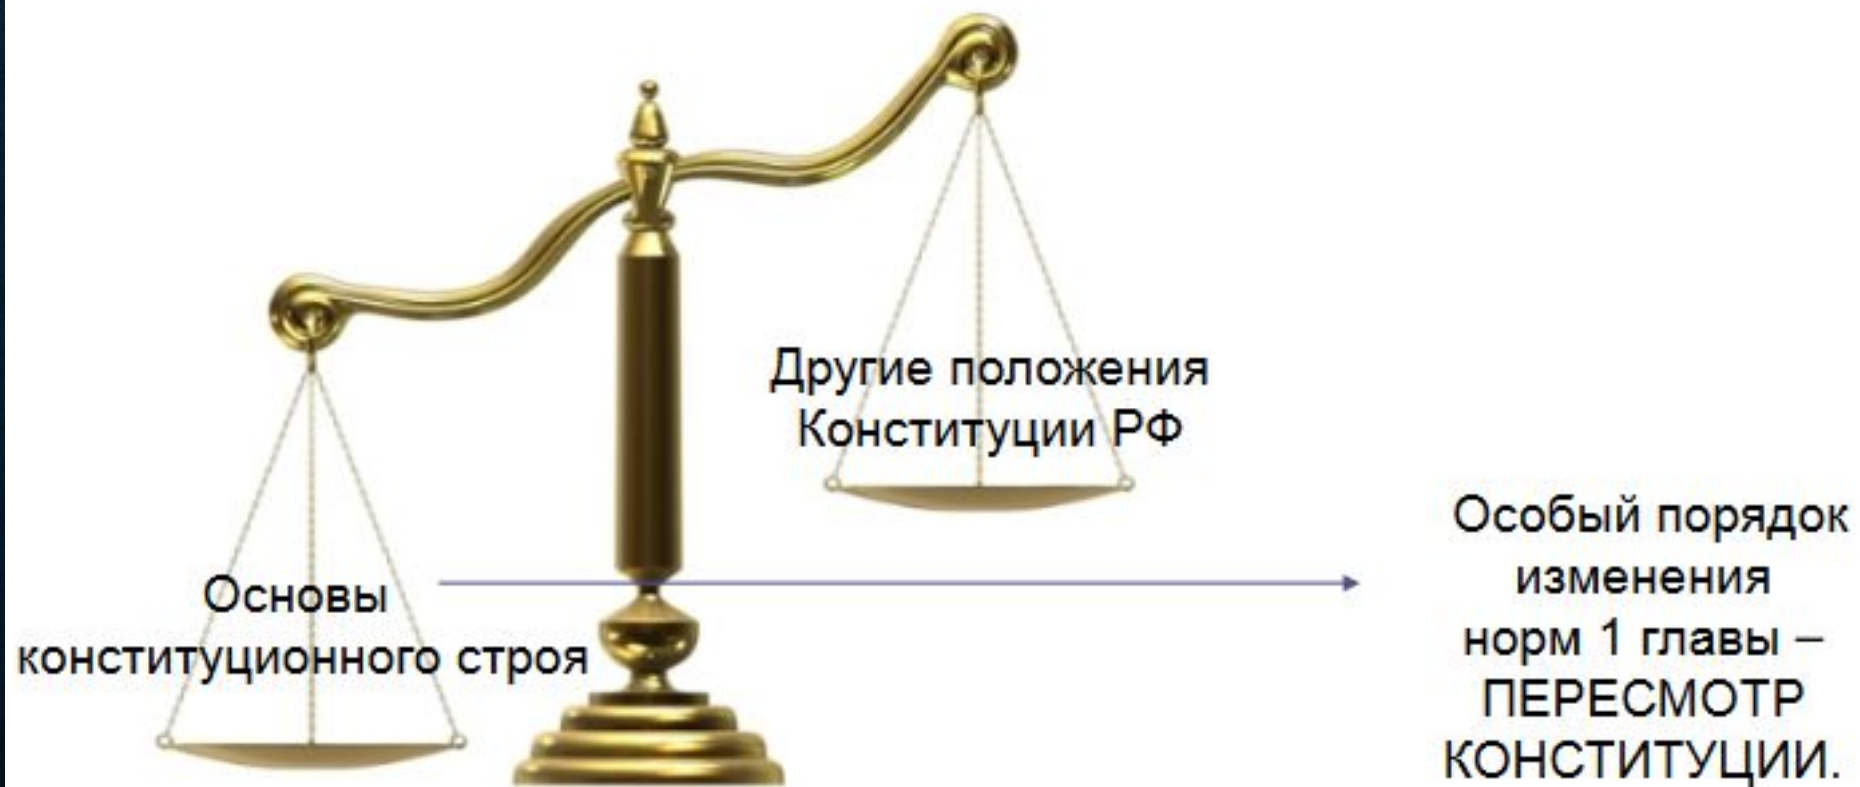 Другие положения
Конституции РФ
Основы
конституционного строя
Особый порядок
изменения
норм 1 главы –
ПЕРЕСМОТР
КОНСТИТУЦИИ.